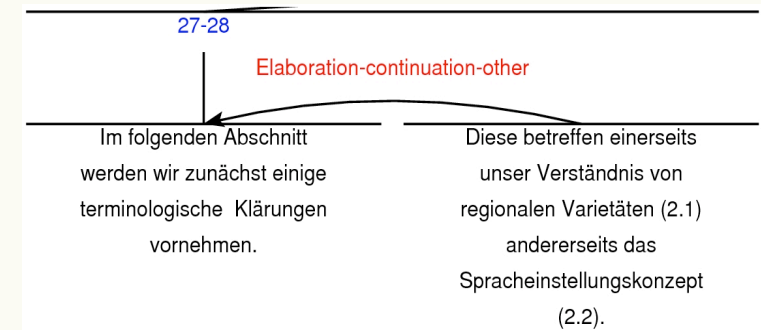 27-28
Elaboration-continuation-other
Im folgenden Abschnitt
werden wir zunächst einige
terminologische Klärungen
vornehmen.
Diese betreffen einerseits
unser Verständnis von
regionalen Varietäten (2.1)
andererseits das
Spracheinstellungskonzept
(2.2).